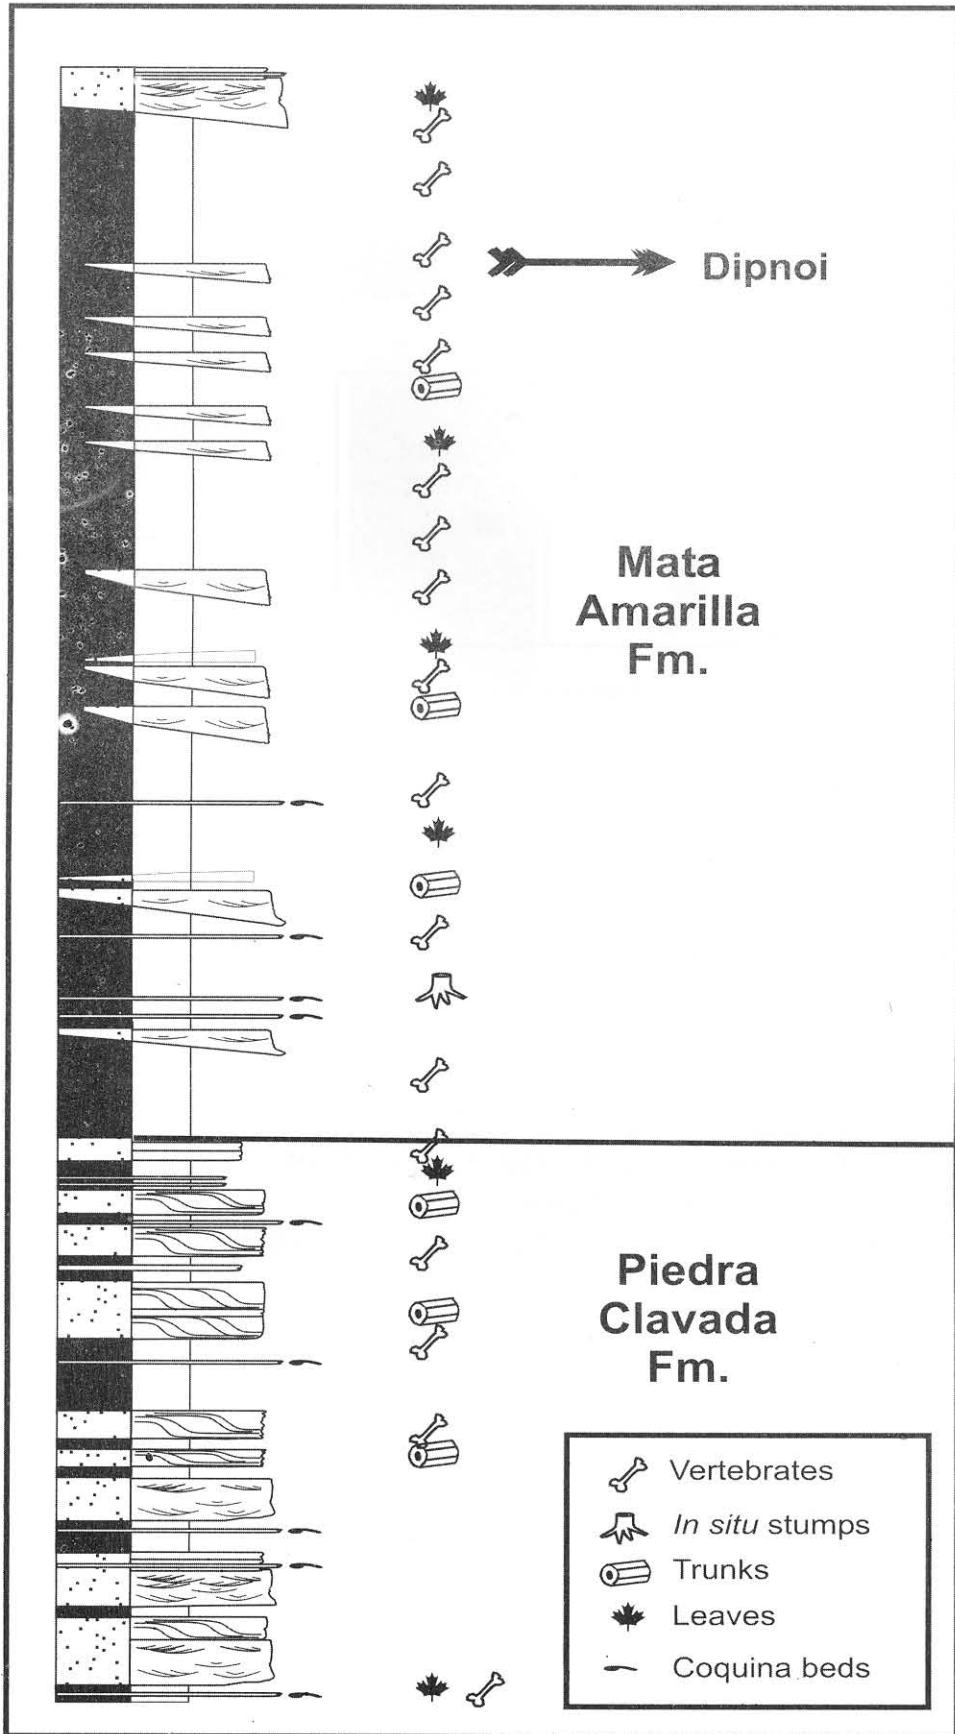 Dipnoi
Mata
Amarilla
Fm.
Piedra
Clavada
Fm.
Vertebrates
In situ stumps
Trunks
Leaves
Coquina beds